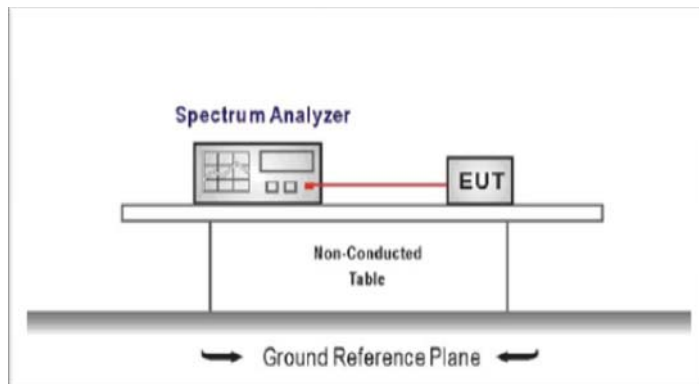 Spectrum Analyzer
EUT
Non-Conducted
Table
Ground Reference Plane